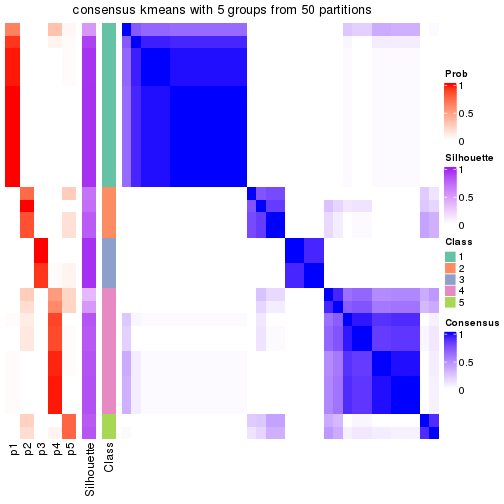 consensus kmeans with 5 groups from 50 partitions
Prob
1
0.5
0
Silhouette
1
0.5
0
Class
1
2
3
4
5
Consensus
1
0.5
0
p1
p2
p3
p4
p5
Silhouette
Class